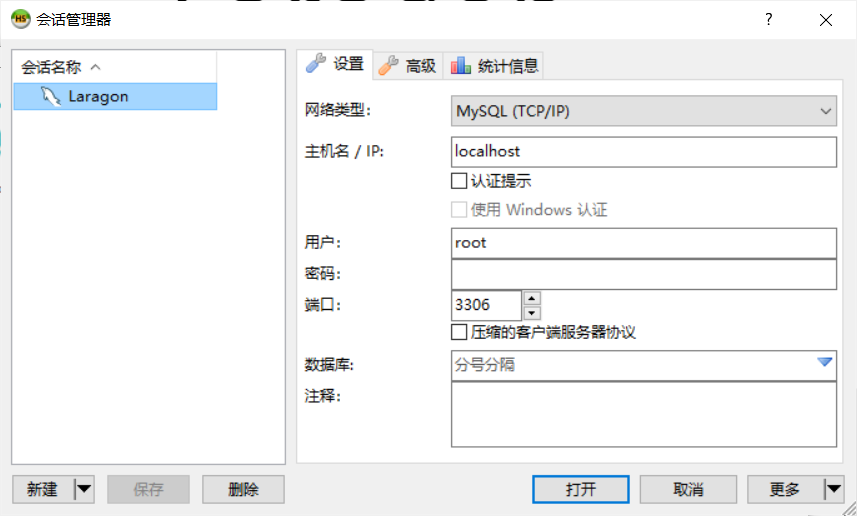 HS
会话管理器
?
会话名称
Laragon
设置
高级
统计信息
网络类型:
MySQL (TCP/IP)
主机名 / IP:
localhost
认证提示
使用 Windows 认证
用户:
root
密码:
端口:
3306
压缩的客户端服务器协议
数据库:
分号分隔
注释:
新建
保存
删除
打开
取消
更多